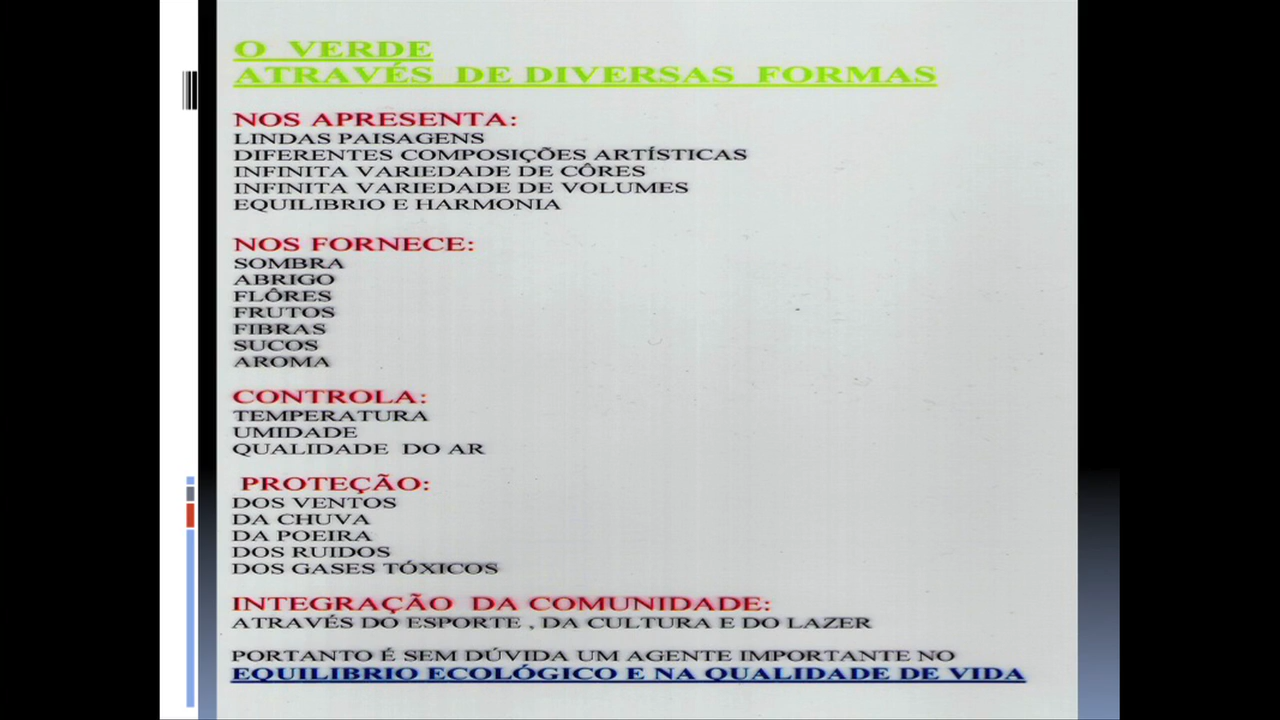 O VERDE
ATRAVÉS DE DIVERSAS FORMAS
NOS APRESENTA:
LINDAS PAISAGENS
DIFERENTES COMPOSIÇÕES ARTÍSTICAS
INFINITA VARIEDADE DE CÔRES
INFINITA VARIEDADE DE VOLUMES
EQUILIBRIO E HARMONIA
NOS FORNECE:
SOMBRA
ABRIGO
FLÔRES
FRUTOS
FIBRAS
SUCOS
AROMA
CONTROLA:
TEMPERATURA
UMIDADE
QUALIDADE DO AR
PROTEÇÃO:
DOS VENTOS
DA CHUVA
DA POEIRA
DOS RUIDOS
DOS GASES TÓXICOS
INTEGRAÇÃO DA COMUNIDADE:
ATRAVÉS DO ESPORTE , DA CULTURA E DO LAZER
PORTANTO É SEM DÚVIDA UM AGENTE IMPORTANTE NO
EQUILIBRIO ECOLÓGICO E NA QUALIDADE DE VIDA